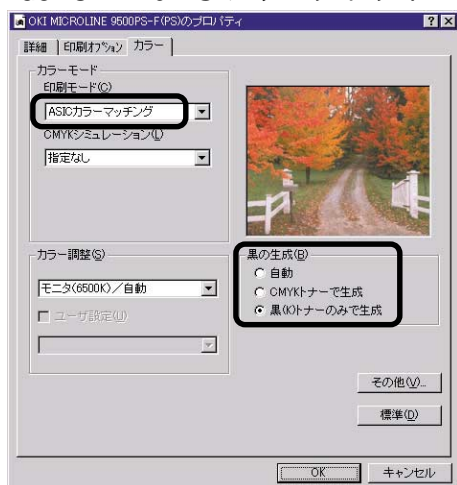 OKI MICROLINE 9500PS-F(PS)のプロパティ
詳細 印刷オプション カラー
カラーモード
印刷モード(C)
ASICカラーマッチング
CMYKシミュレーション(L)
指定なし
カラー調整(S)
モニタ(6500K)/自動
ユーザ設定(U)
黒の生成(B)
自動
CMYKトナーで生成
黒(K)トナーのみで生成
その他(V)...
標準(D)
OK キャンセル